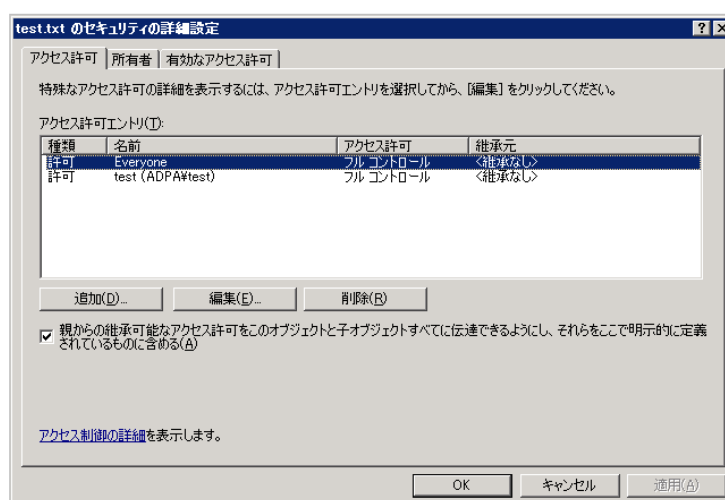 test.txt のセキュリティの詳細設定
アクセス許可 所有者 有効なアクセス許可
特殊なアクセス許可の詳細を表示するには、アクセス許可エントリを選択してから、[編集] をクリックしてください。
アクセス許可エントリ(T):
種類 名前 アクセス許可 継承元
許可 Everyone フル コントロール <継承なし>
許可 test (ADPA¥test) フル コントロール <継承なし>
追加(D)... 編集(E)... 削除(R)
親からの継承可能なアクセス許可をこのオブジェクトと子オブジェクトすべてに伝達できるようにし、それらをここで明示的に定義
されているものに含める(A)
アクセス制御の詳細を表示します。
OK キャンセル 適用(A)